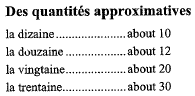 Des quantités approximatives
la dizaine....................about 10
la douzaine.................about 12
la vingtaine..................about 20
la trentaine..................about 30